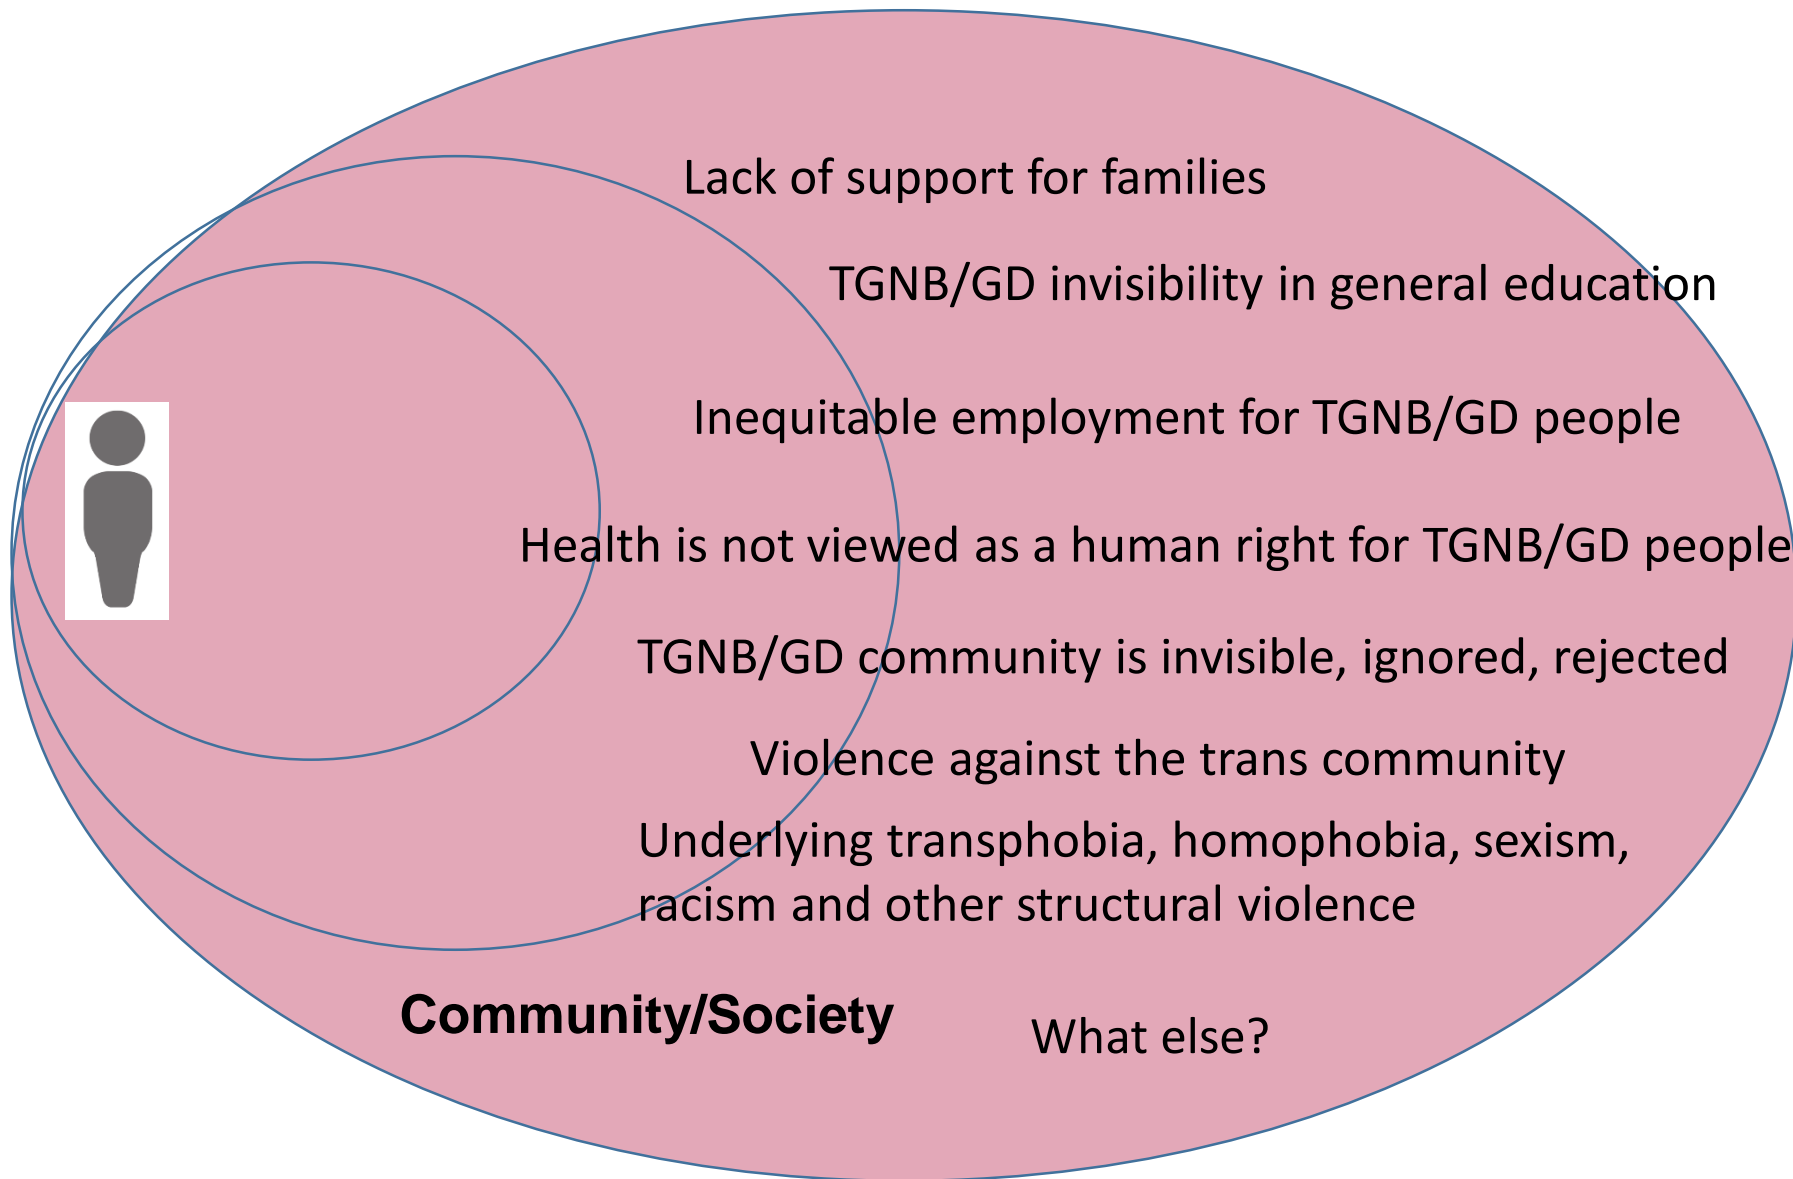 Lack of support for families
TGNB/GD invisibility in general education
Inequitable employment for TGNB/GD people
Health is not viewed as a human right for TGNB/GD people
TGNB/GD community is invisible, ignored, rejected
Violence against the trans community
Underlying transphobia, homophobia, sexism,
racism and other structural violence
Community/Society
What else?